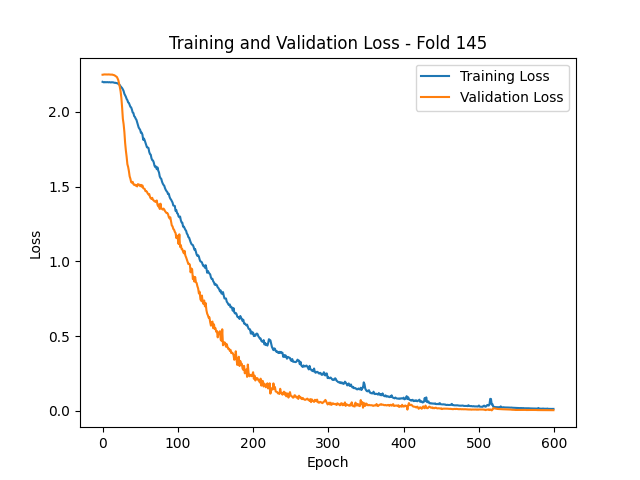 Training and Validation Loss - Fold 145
Training Loss
Validation Loss
Loss
2.0
1.5
1.0
0.5
0.0
0 100 200 300 400 500 600
Epoch